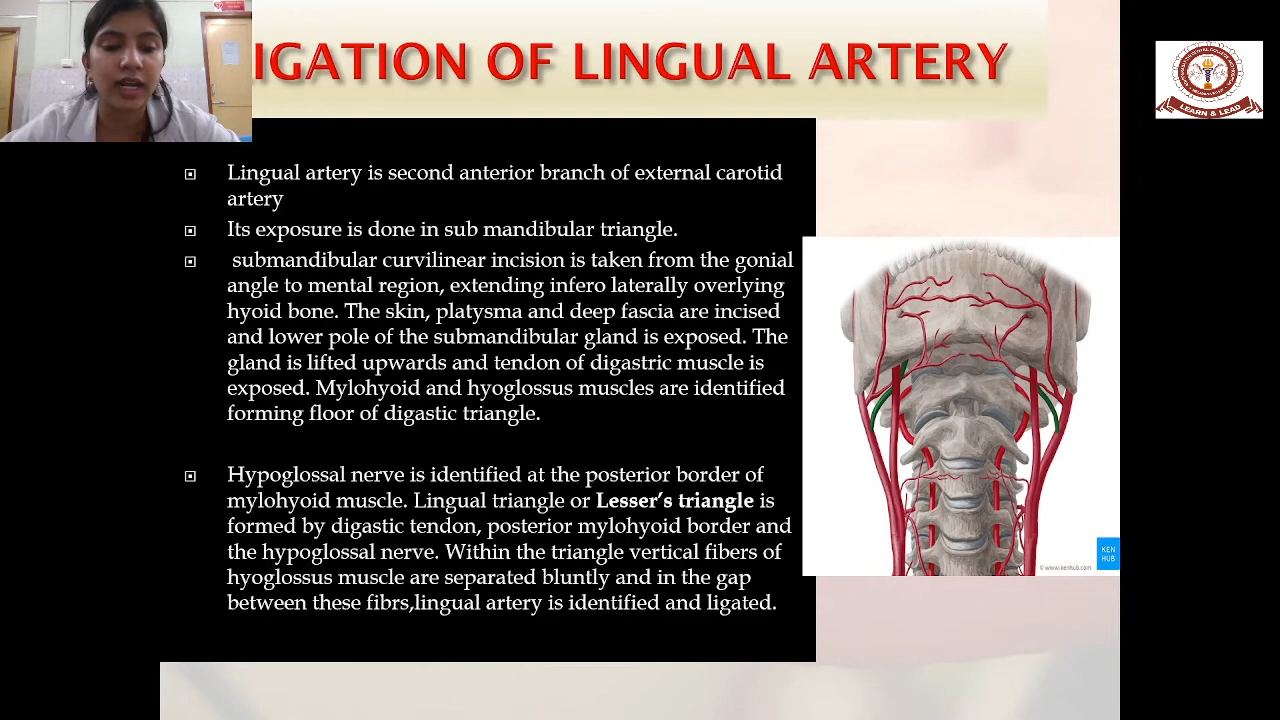 IGATION OF LINGUAL ARTERY
LEARN & LEAD
Lingual artery is second anterior branch of external carotid
artery
Its exposure is done in sub mandibular triangle.
submandibular curvilinear incision is taken from the gonial
angle to mental region, extending infero laterally overlying
hyoid bone. The skin, platysma and deep fascia are incised
and lower pole of the submandibular gland is exposed. The
gland is lifted upwards and tendon of digastric muscle is
exposed. Mylohyoid and hyoglossus muscles are identified
forming floor of digastic triangle.
Hypoglossal nerve is identified at the posterior border of
mylohyoid muscle. Lingual triangle or Lesser's triangle is
formed by digastic tendon, posterior mylohyoid border and
the hypoglossal nerve. Within the triangle vertical fibers of
hyoglossus muscle are separated bluntly and in the gap
between these fibrs,lingual artery is identified and ligated.
KEN
HUB
© www.kenhub.com